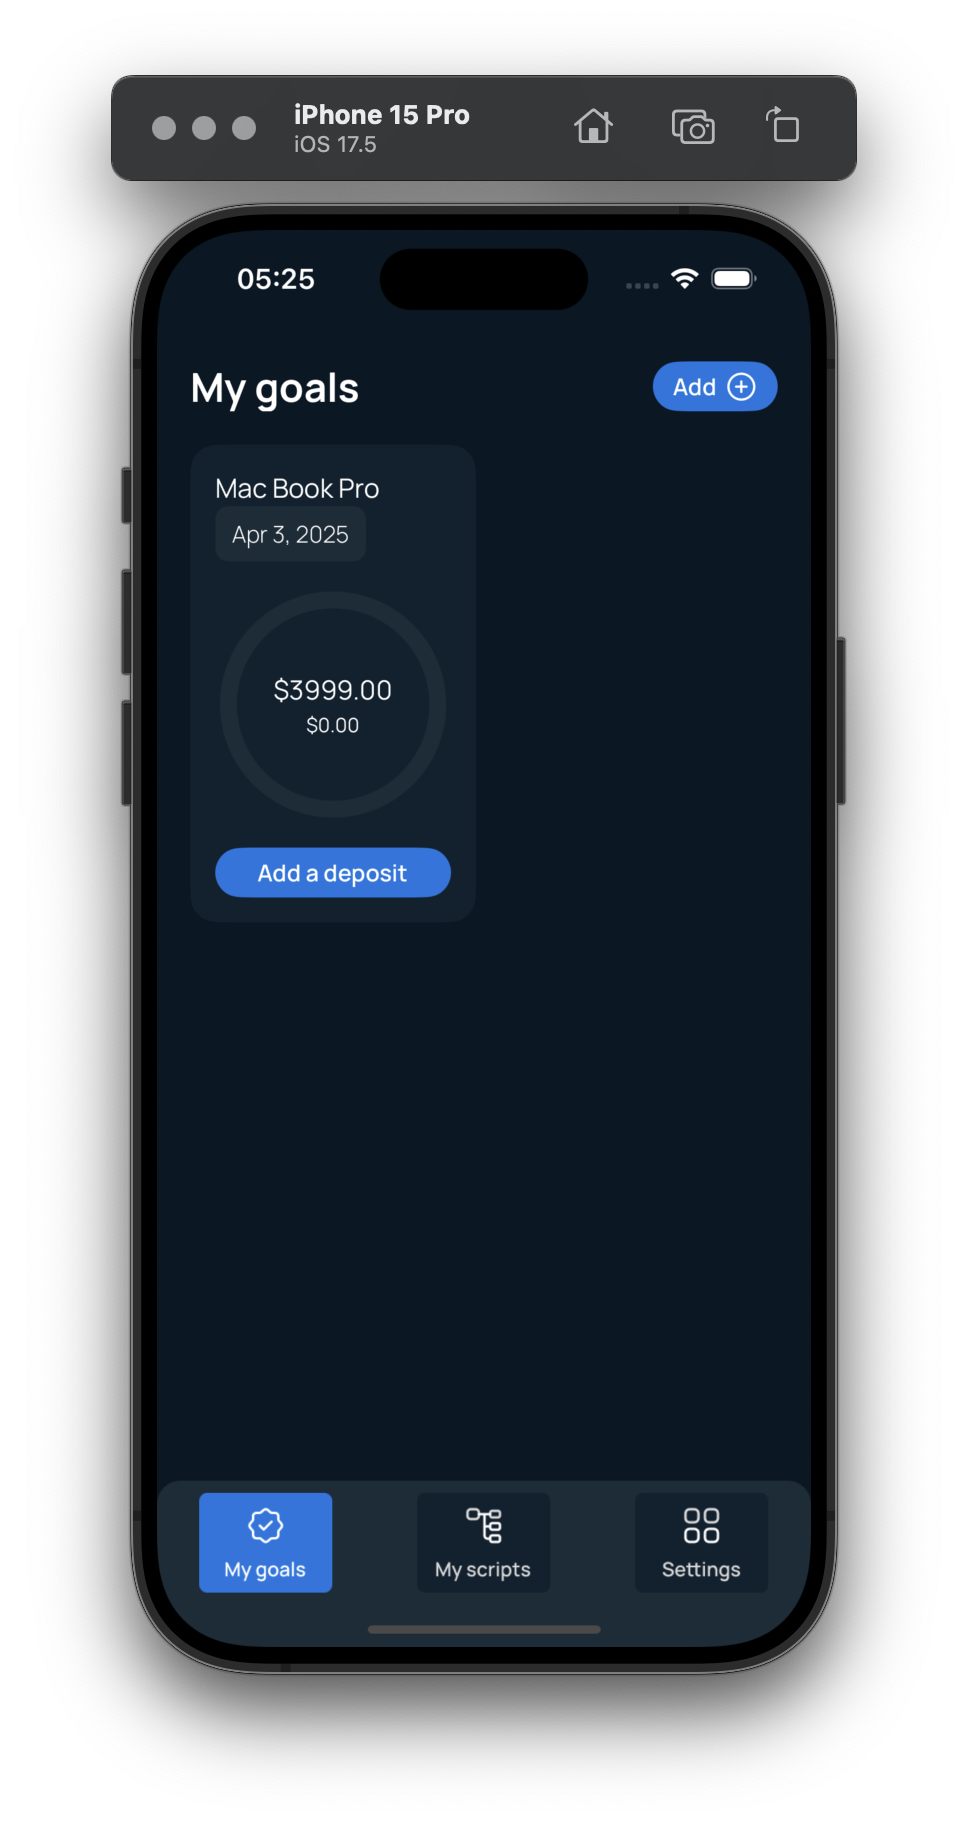 iPhone 15 Pro
iOS 17.5
05:25
My goals
Add
Mac Book Pro
Apr 3, 2025
$3999.00
$0.00
Add a deposit
My goals
My scripts
Settings